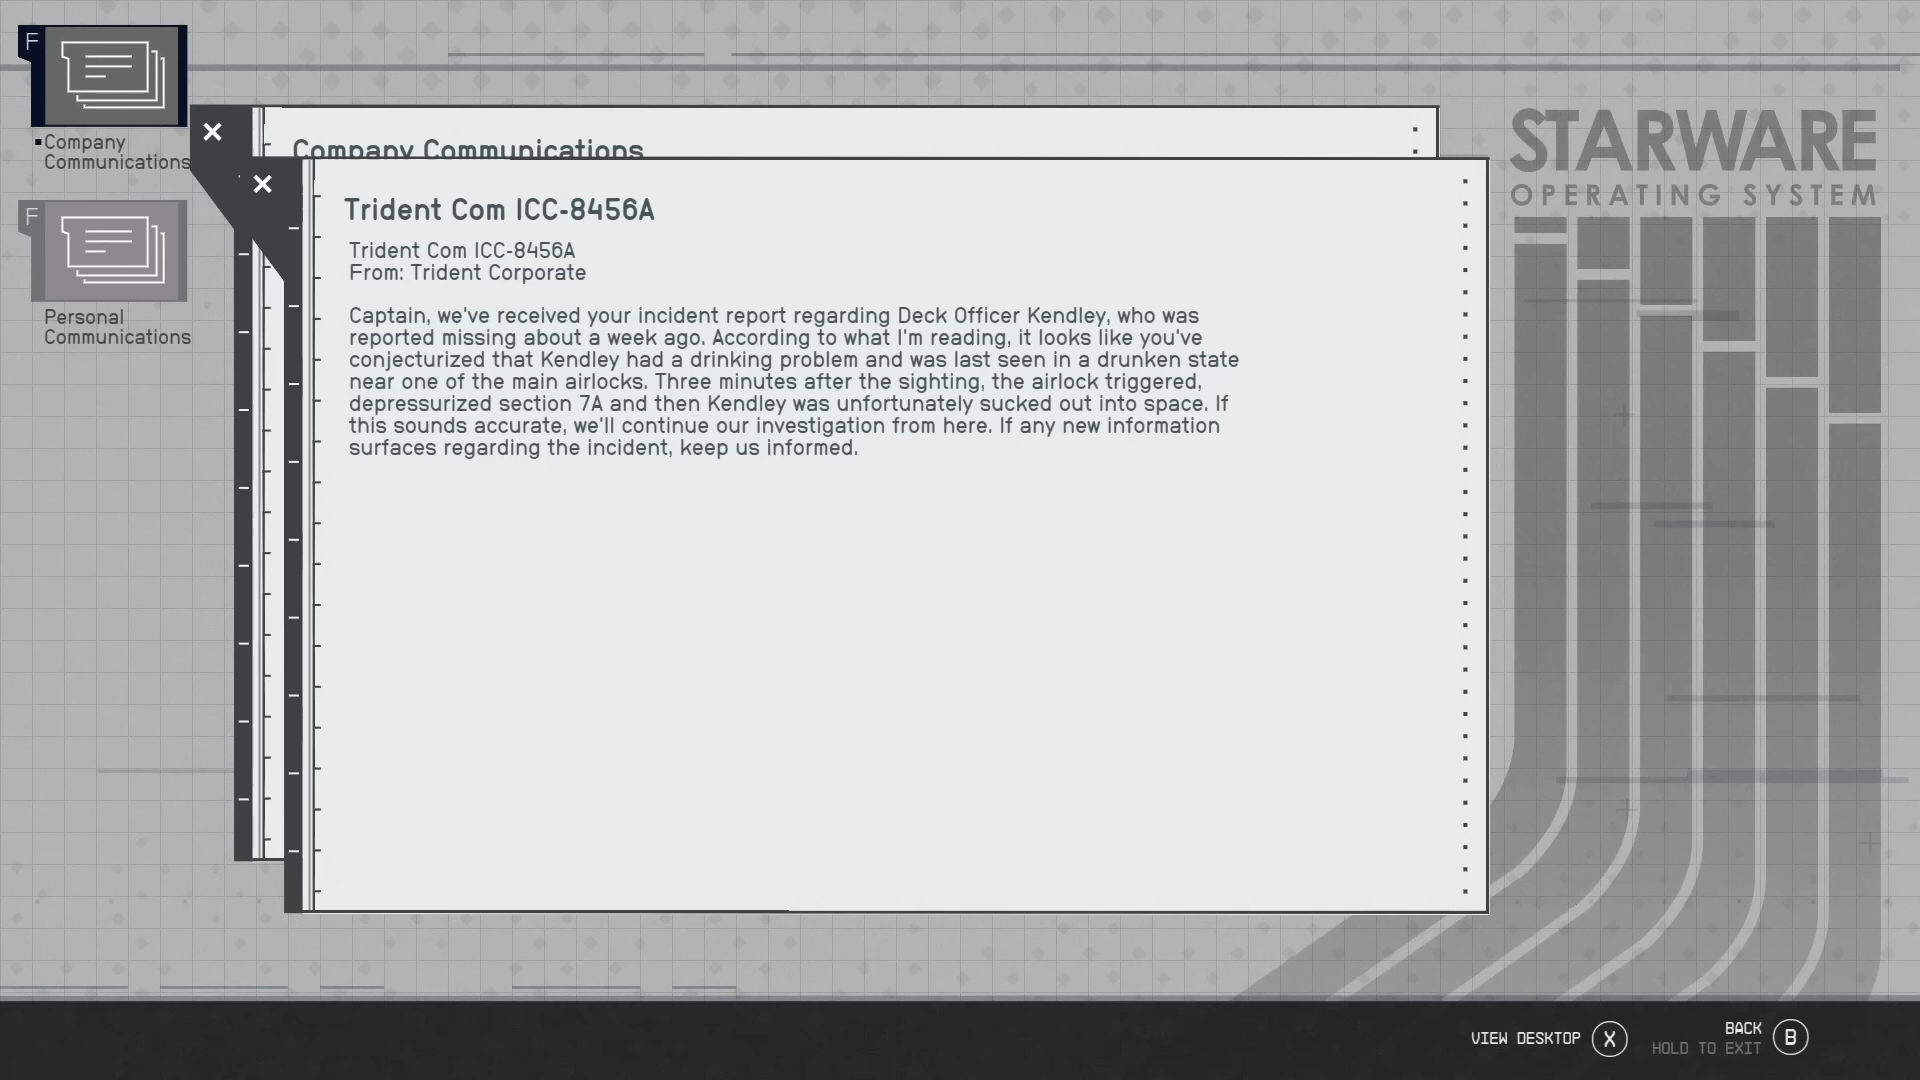 F
Company
Communications
F
Personal
Communications
Company Communications
Trident Com ICC-8456A
Trident Com ICC-8456A
From: Trident Corporate
Captain, we've received your incident report regarding Deck Officer Kendley, who was
reported missing about a week ago. According to what I'm reading, it looks like you've
conjecturized that Kendley had a drinking problem and was last seen in a drunken state
near one of the main airlocks. Three minutes after the sighting, the airlock triggered,
depressurized section 7A and then Kendley was unfortunately sucked out into space. If
this sounds accurate, we'll continue our investigation from here. If any new information
surfaces regarding the incident, keep us informed.
STARWARE
OPERATING SYSTEM
VIEW DESKTOP X
BACK B
HOLD TO EXIT